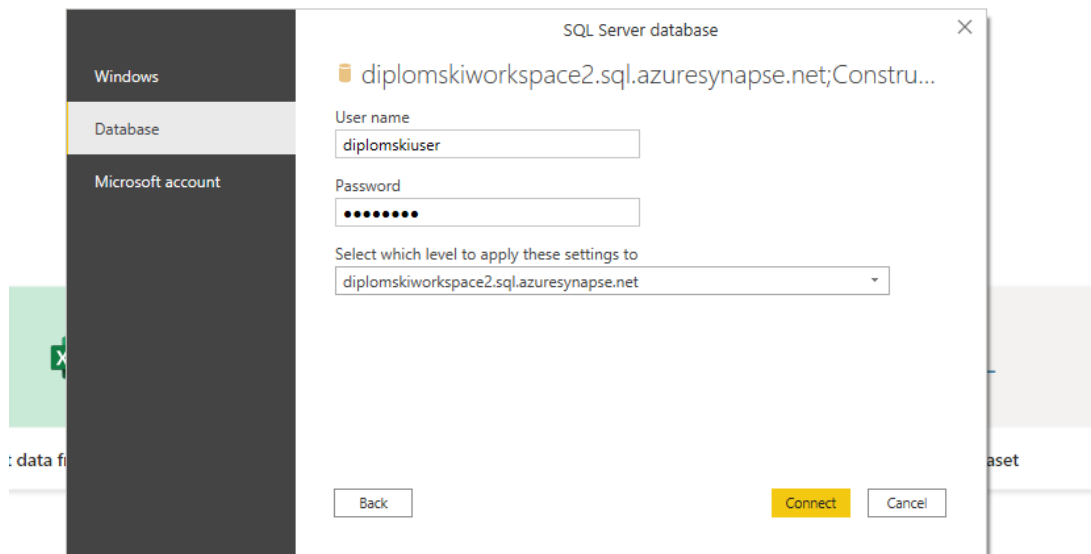 SQL Server database
Windows
Database
Microsoft account
diplomskiworkspace2.sql.azuresynapse.net;Constru...
User name
diplomskiuser
Password
••••••••
Select which level to apply these settings to
diplomskiworkspace2.sql.azuresynapse.net
Back
Connect
Cancel
t data f
aset